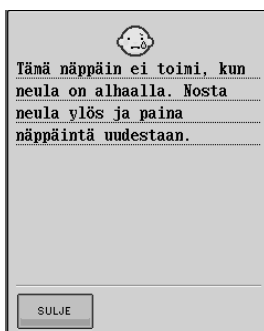 Tämä näppäin ei toimi, kun
neula on alhaalla. Nosta
neula ylös ja paina
näppäintä uudestaan.
SULJE